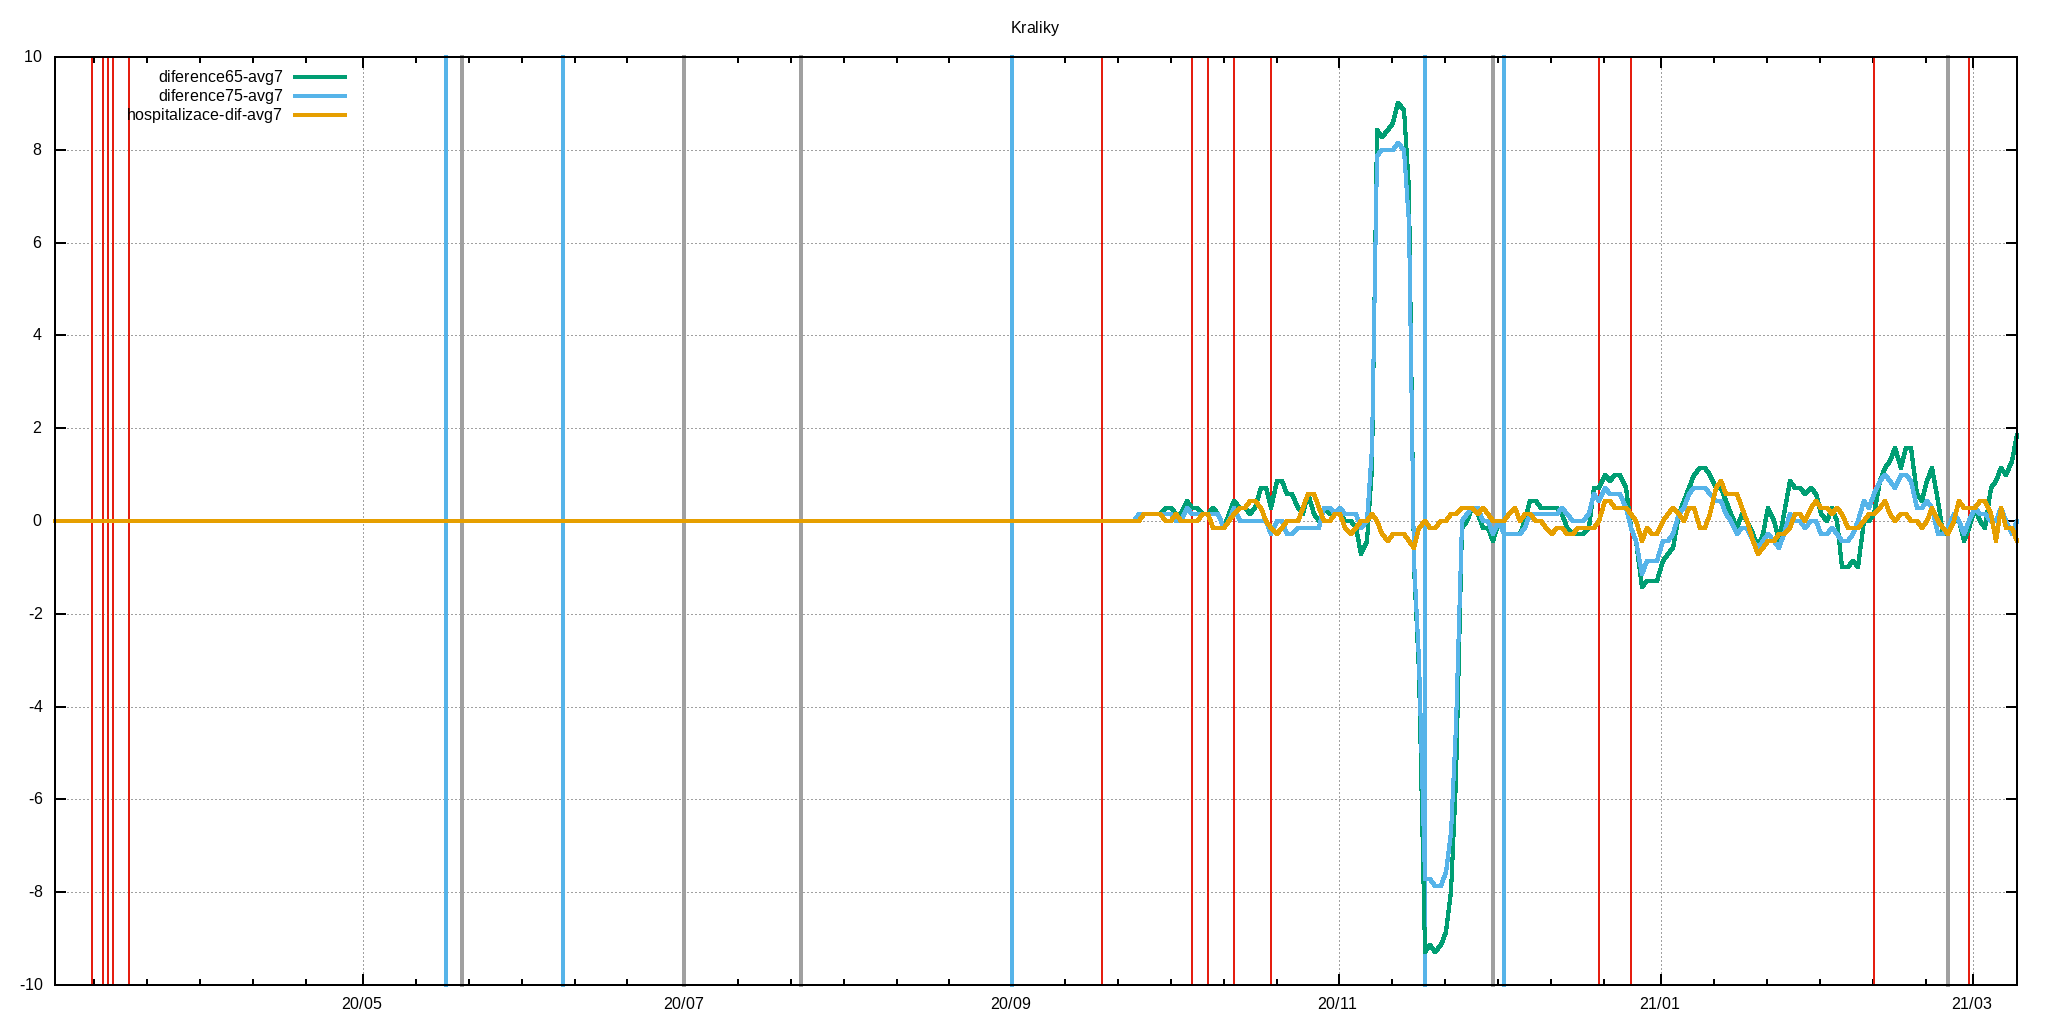 Kraliky
10
diference65-avg7
diference75-avg7
hospitalizace-dif-avg7
8
6
4
2
0
-2
-4
-6
-8
-10
20/05 20/07 20/09 20/11 21/01 21/03